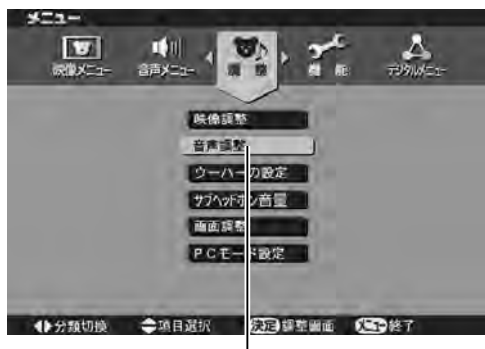 メニュー
映像メニュー 音声メニュー 調整 機能 デジタルメニュー
映像調整
音声調整
ウーハーの設定
サブヘッドホン音量
画面調整
PCモード設定
分類切換 項目選択 決定 調整画面 メニュー 終了